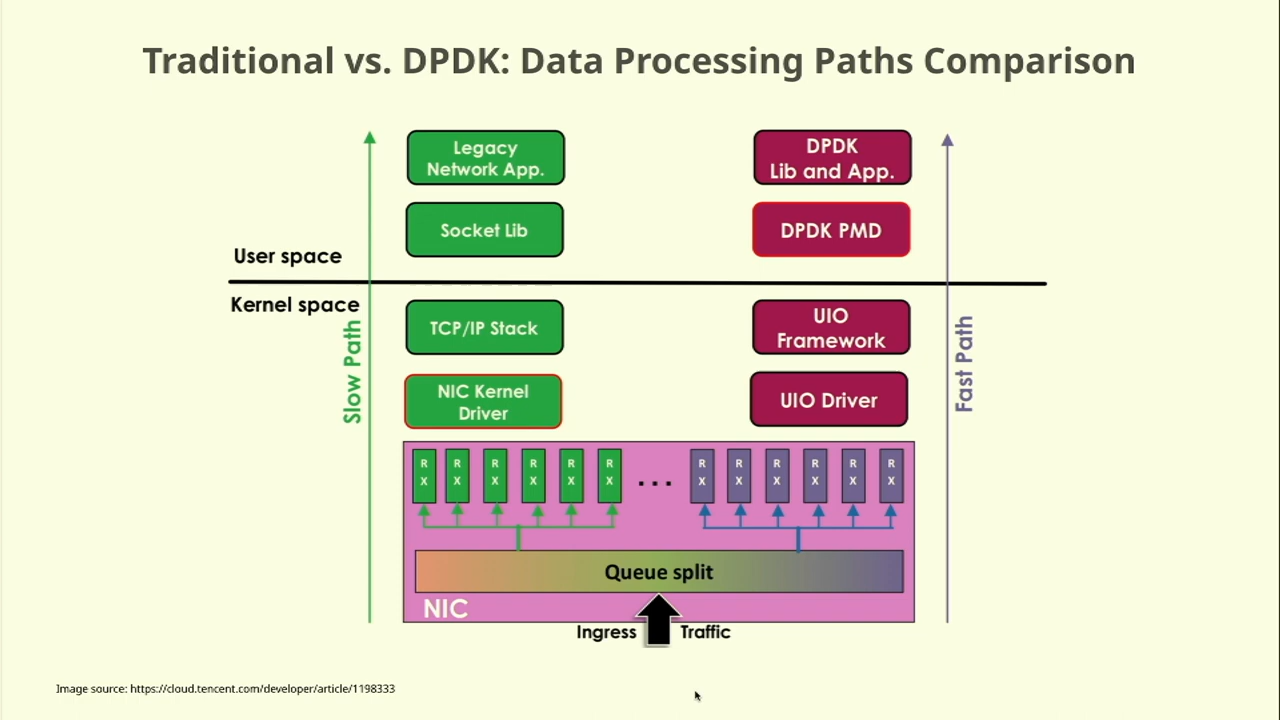 Traditional vs. DPDK: Data Processing Paths Comparison
Legacy
Network App.
DPDK
Lib and App.
Socket Lib
DPDK PMD
User space
Kernel space
Slow Path
TCP/IP Stack
UIO
Framework
Fast Path
NIC Kernel
Driver
UIO Driver
R
X
R
X
R
X
R
X
R
X
R
X
...
R
X
R
X
R
X
R
X
R
X
R
X
Queue split
NIC
Ingress Traffic
Image source: https://cloud.tencent.com/developer/article/1198333